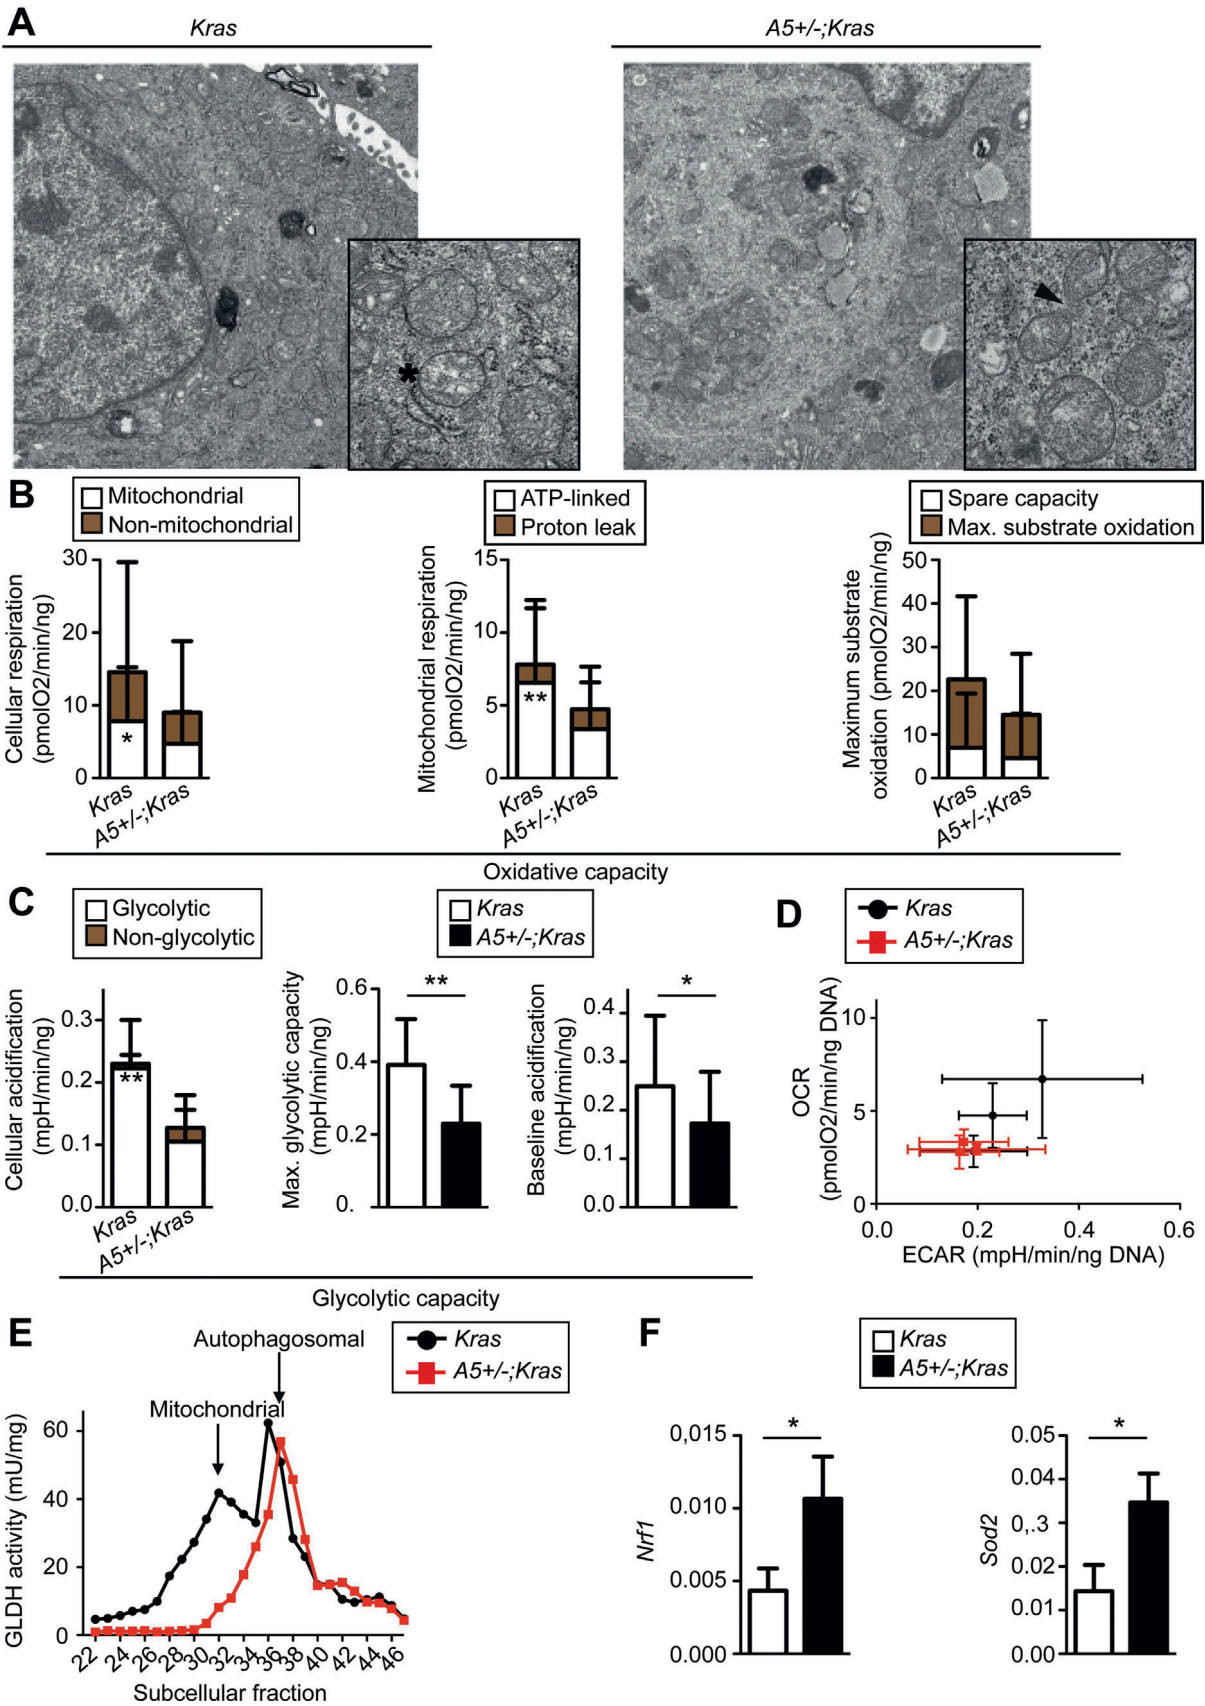 A
Kras
A5+/-;Kras
*
B
Mitochondrial
Non-mitochondrial
Cellular respiration
(pmolO2/min/ng)
30
20
10
0
*
Kras
A5+/-;Kras
ATP-linked
Proton leak
Mitochondrial respiration
(pmolO2/min/ng)
15
10
5
0
**
Kras
A5+/-;Kras
Spare capacity
Max. substrate oxidation
Maximum substrate
oxidation (pmolO2/min/ng)
50
40
30
20
10
0
Kras
A5+/-;Kras
Oxidative capacity
C
Glycolytic
Non-glycolytic
Cellular acidification
(mpH/min/ng)
0.3
0.2
0.1
0.0
**
Kras
A5+/-;Kras
Kras
A5+/-;Kras
Max. glycolytic capacity
(mpH/min/ng)
0.6
0.4
0.2
0.
**
Baseline acidification
(mpH/min/ng)
0.4
0.3
0.2
0.1
0.0
*
Glycolytic capacity
D
Kras
A5+/-;Kras
OCR
(pmolO2/min/ng DNA)
10
5
0
0.0 0.2 0.4 0.6
ECAR (mpH/min/ng DNA)
E
Autophagosomal
Mitochondrial
Kras
A5+/-;Kras
GLDH activity (mU/mg)
60
40
20
0
22 24 26 28 30 32 34 36 38 40 42 44 46
Subcellular fraction
F
Kras
A5+/-;Kras
Nrf1
0,015
0.010
0.005
0.000
*
Sod2
0.05
0.04
0,.3
0.02
0.01
0.00
*